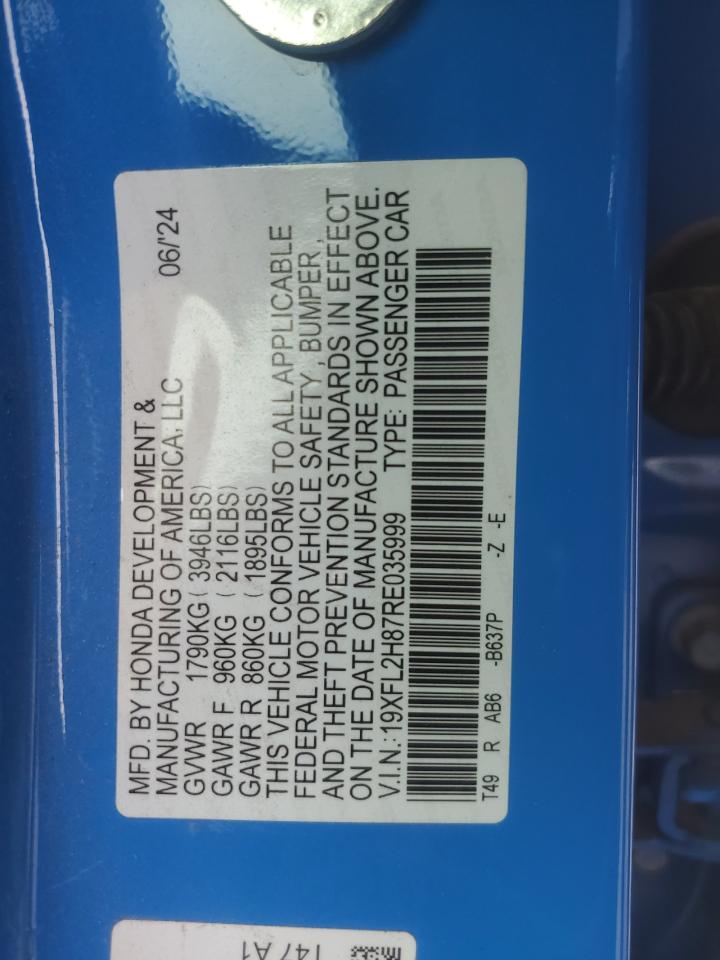 MFD. BY HONDA DEVELOPMENT &
MANUFACTURING OF AMERICA, LLC 06/'24
GVWR 1790KG ( 3946LBS)
GAWR F 960KG ( 2116LBS)
GAWR R 860KG ( 1895LBS)
THIS VEHICLE CONFORMS TO ALL APPLICABLE
FEDERAL MOTOR VEHICLE SAFETY , BUMPER ,
AND THEFT PREVENTION STANDARDS IN EFFECT
ON THE DATE OF MANUFACTURE SHOWN ABOVE.
V.I.N.:19XFL2H87RE035999 TYPE: PASSENGER CAR
T49 R AB6 -B637P -Z -E